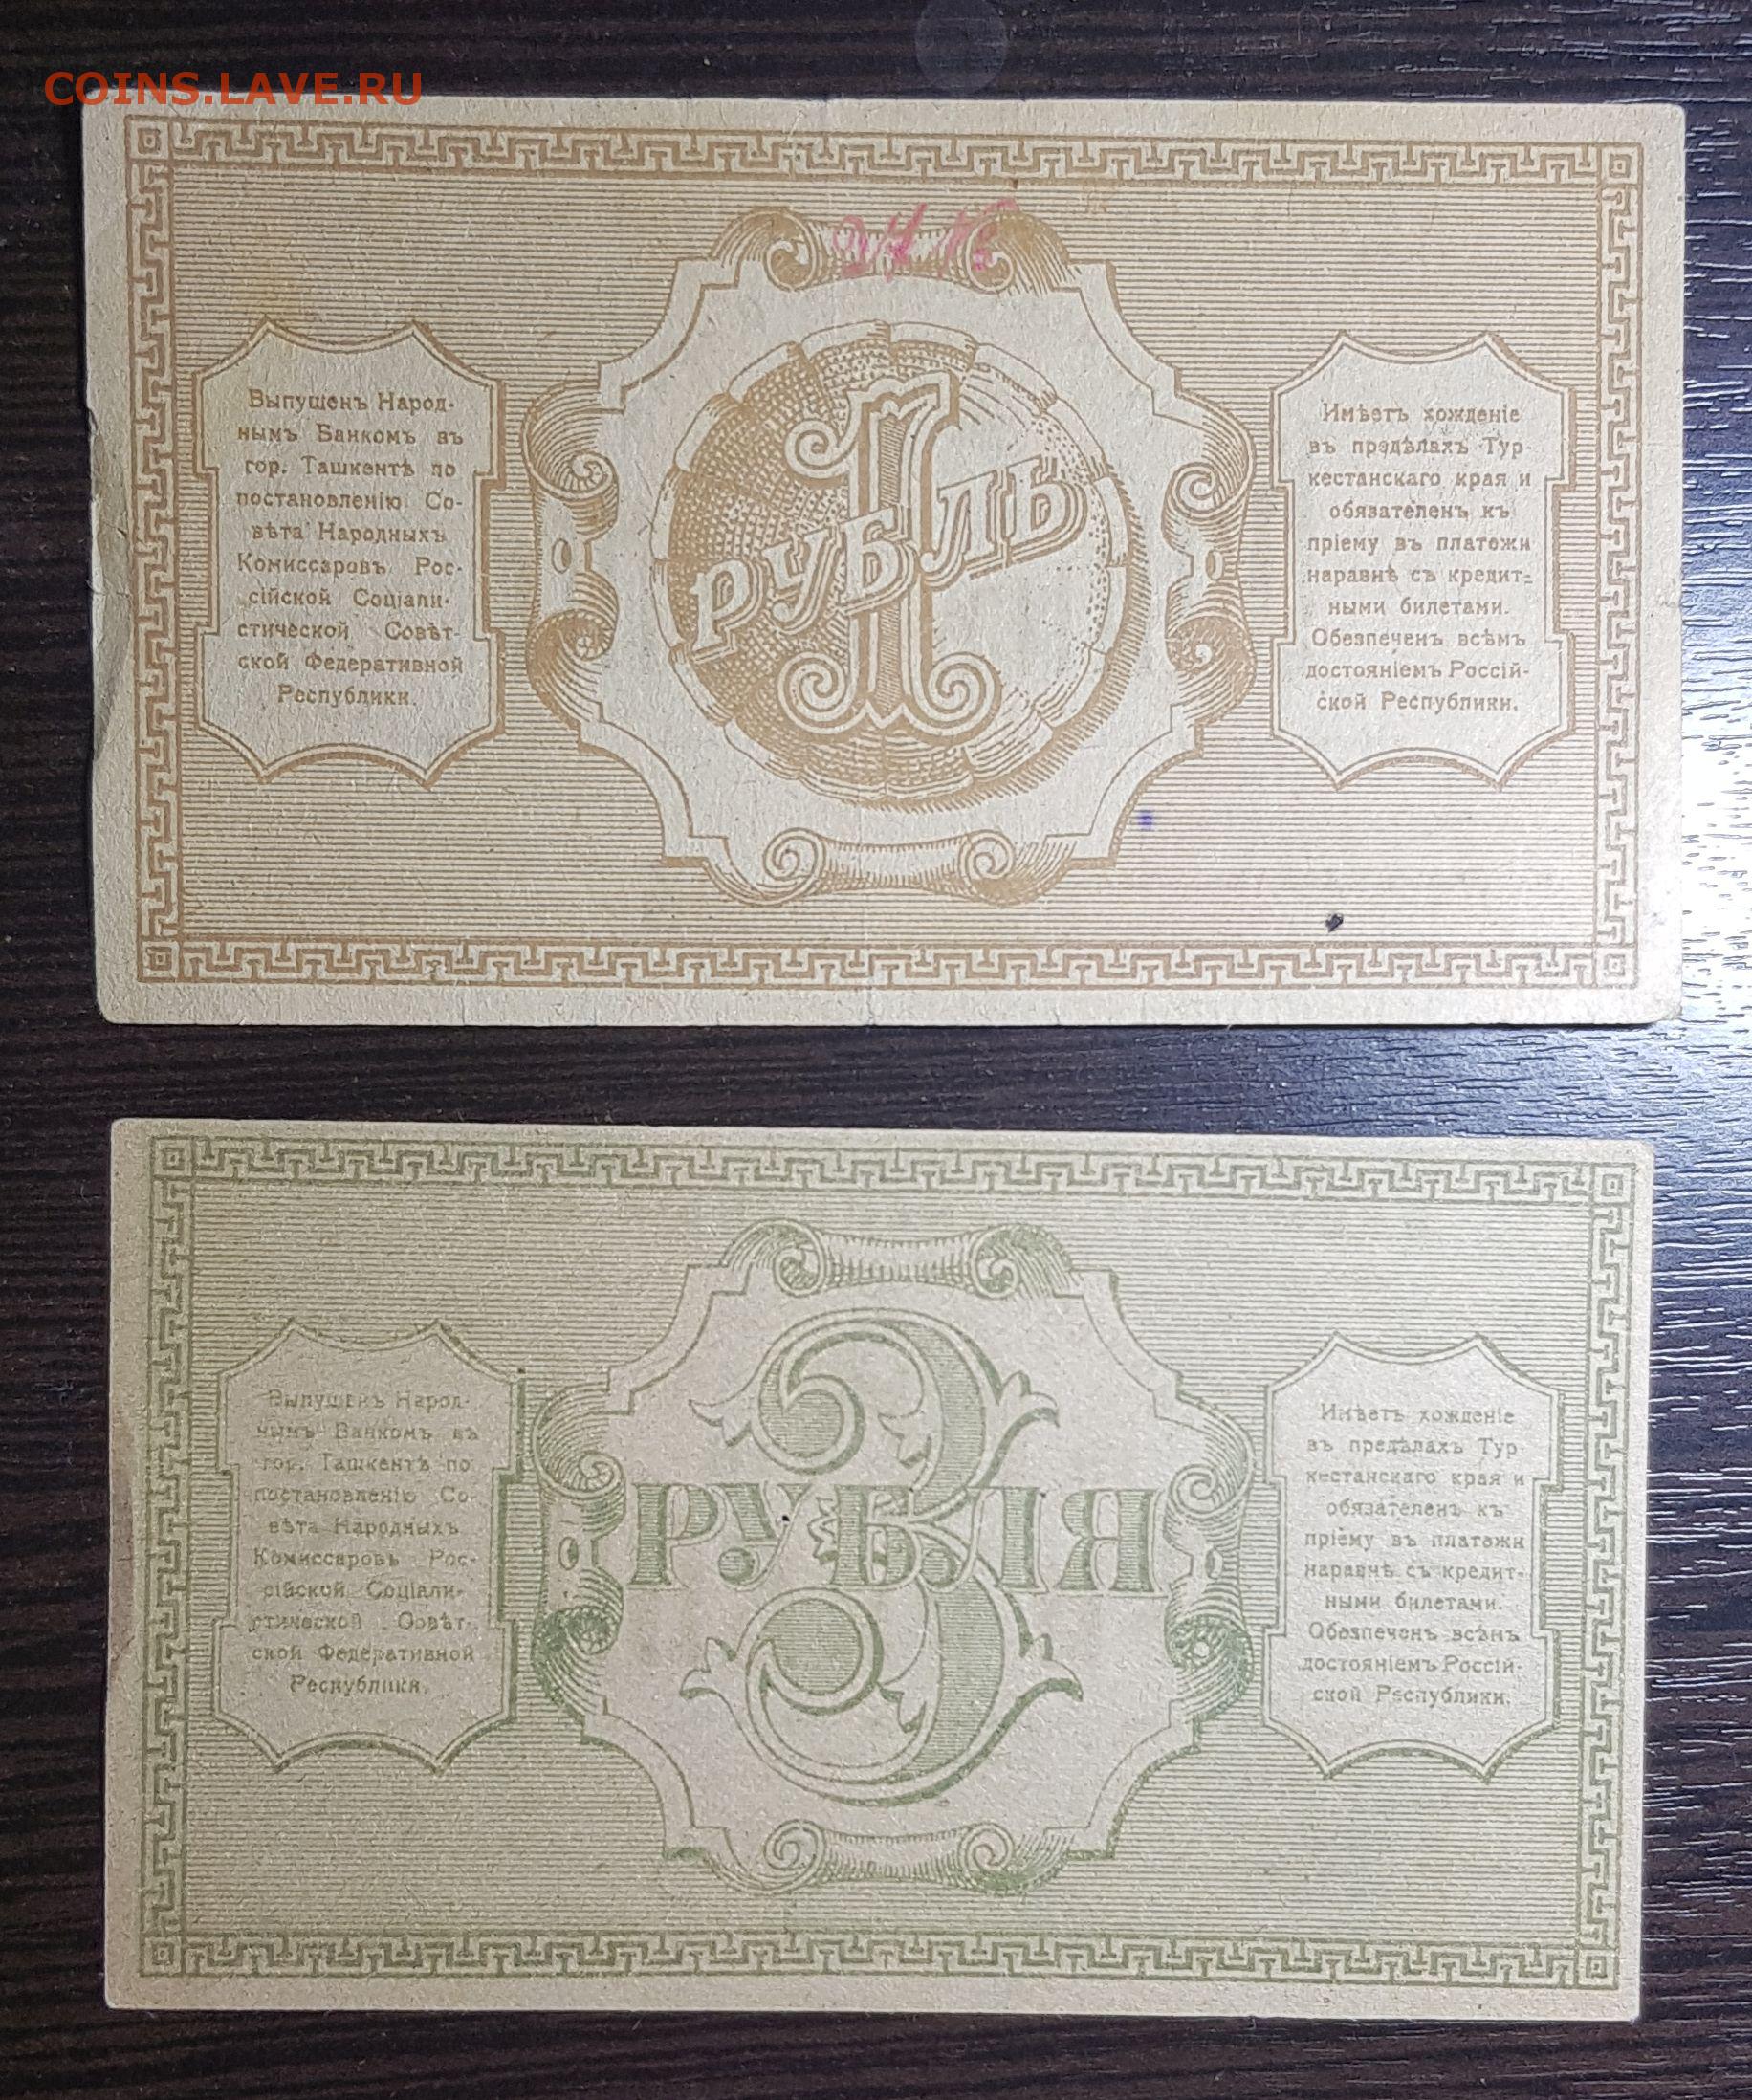 COINS.LAVE.RU
Выпущенъ Народ-
нымъ Банкомъ въ
гор. Ташкентѣ по
постановленію Со-
вѣта Народныхъ
Комиссаровъ Рос-
сійской Соціали-
стической Совѣт-
ской Федеративной
Республики.
1
РУБЛЬ
Имѣетъ хожденіе
въ предѣлахъ Тур-
кестанскаго края и
обязателенъ къ
пріему въ платежи
наравнѣ съ кредит-
ными билетами.
Обезпеченъ всѣмъ
достояніемъ Россій-
ской Республики.
Выпущенъ Народ-
нымъ Банкомъ въ
гор. Ташкентѣ по
постановленію Со-
вѣта Народныхъ
Комиссаровъ Рос-
сійской Соціали-
стической Совѣт-
ской Федеративной
Республики.
3
РУБЛЯ
Имѣетъ хожденіе
въ предѣлахъ Тур
кестанскаго края и
обязателенъ къ
пріему въ платежи
наравнѣ съ кредит-
ными билетами.
Обезпеченъ всѣмъ
достояніемъ Россій-
ской Республики.